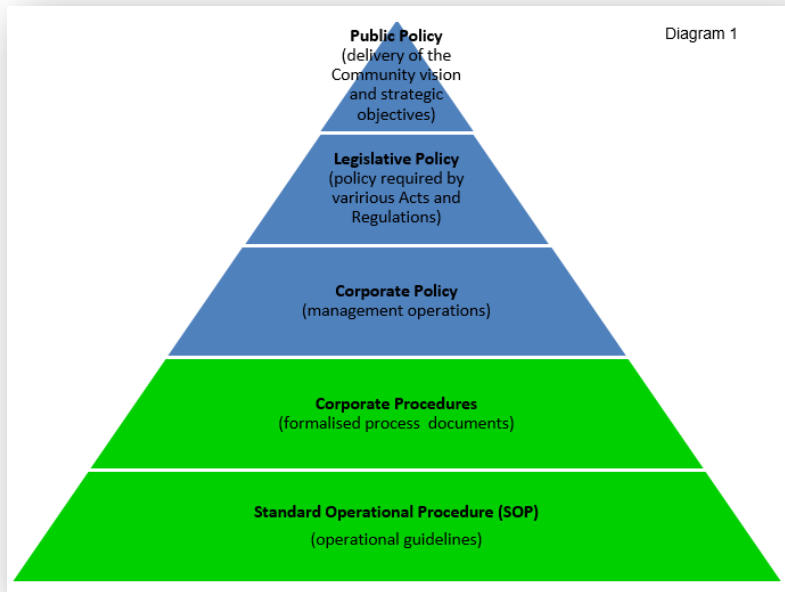 Diagram 1
Public Policy
(delivery of the
Community vision
and strategic
objectives)
Legislative Policy
(policy required by
varirious Acts and
Regulations)
Corporate Policy
(management operations)
Corporate Procedures
(formalised process documents)
Standard Operational Procedure (SOP)
(operational guidelines)